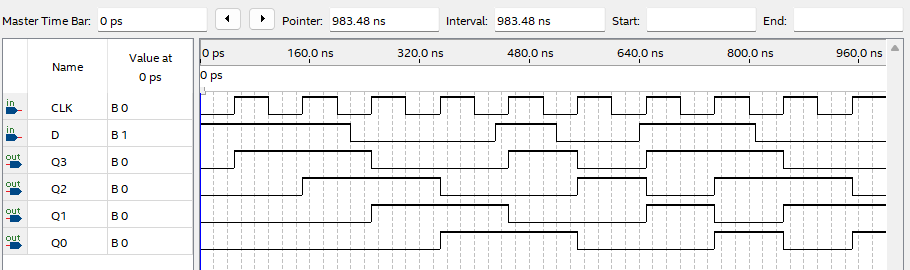 Master Time Bar: 0 ps Pointer: 983.48 ns Interval: 983.48 ns Start: End:
Name Value at 0 ps
0 ps 160.0 ns 320.0 ns 480.0 ns 640.0 ns 800.0 ns 960.0 ns
0 ps
in CLK B 0
in D B 1
out Q3 B 0
out Q2 B 0
out Q1 B 0
out Q0 B 0